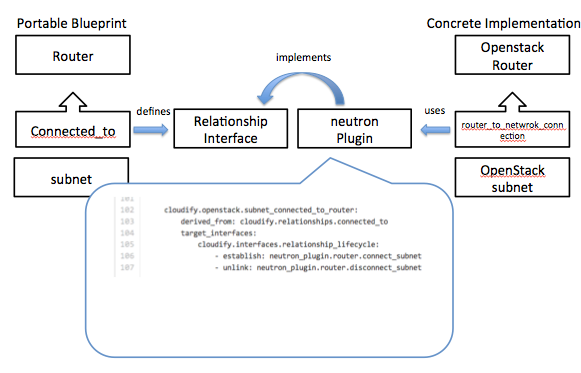 Portable Blueprint
Concrete Implementation
Router
implements
Openstack
Router
Connected_to
defines
Relationship
Interface
neutron
Plugin
uses
router_to_netwrok_conn
ection
subnet
OpenStack
subnet
101
102 cloudify.openstack.subnet_connected_to_router:
103 derived_from: cloudify.relationships.connected_to
104 target_interfaces:
105 cloudify.interfaces.relationship_lifecycle:
106 - establish: neutron_plugin.router.connect_subnet
107 - unlink: neutron_plugin.router.disconnect_subnet